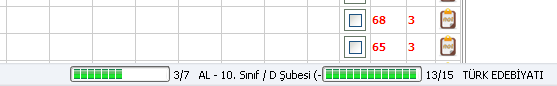 68 3
65 3
3/7 AL - 10. Sınıf / D Şubesi (- 13/15 TÜRK EDEBİYATI